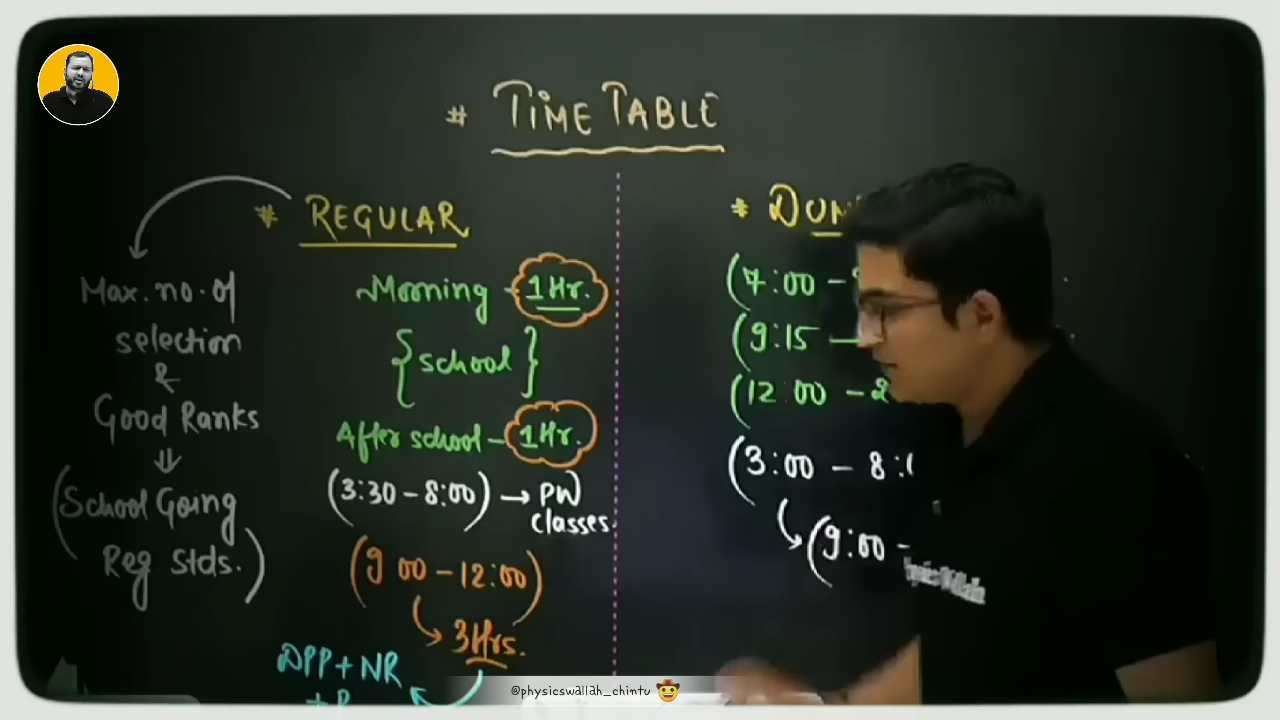 # TIME TABLE
* REGULAR
Max. no. of
selection
&
Good Ranks
⇓
(School Going
Reg Stds.)
Morning - 1 Hr.
{ school }
After school - 1 Hr.
(3:30 - 8:00) → PW
classes.
(9 00 - 12:00)
↳ 3 Hrs.
DPP + NR
*
(7:00 -
(9:15 -
(12:00 - 2
(3:00 - 8:
↳ (9:00 -
@physicswallah_chintu 🤠